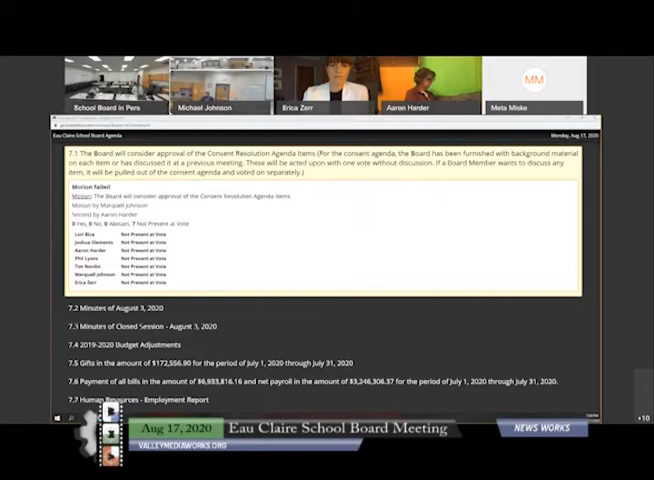 MM
School Board in Pers
Michael Johnson
Erica Zerr
Aaron Harder
Meta Miske
Eau Claire School Board Agenda
Monday, Aug 17, 2020
7.1 The Board will consider approval of the Consent Resolution Agenda Items (For the consent agenda, the Board has been furnished with background material
on each item or has discussed it at a previous meeting. These will be acted upon with one vote without discussion. If a Board Member wants to discuss any
item, it will be pulled out of the consent agenda and voted on separately.)
Motion failed
Motion: The Board will consider approval of the Consent Resolution Agenda Items
Motion by Marquell Johnson
Second by Aaron Harder
0 Yes, 0 No, 0 Abstain, 7 Not Present at Vote
Lori Bica Not Present at Vote
Joshua Clements Not Present at Vote
Aaron Harder Not Present at Vote
Phil Lyons Not Present at Vote
Tim Nordin Not Present at Vote
Marquell Johnson Not Present at Vote
Erica Zerr Not Present at Vote
7.2 Minutes of August 3, 2020
7.3 Minutes of Closed Session - August 3, 2020
7.4 2019-2020 Budget Adjustments
7.5 Gifts in the amount of $172,556.90 for the period of July 1, 2020 through July 31, 2020
7.6 Payment of all bills in the amount of $6,933,816.16 and net payroll in the amount of $3,246,306.37 for the period of July 1, 2020 through July 31, 2020.
7.7 Human Resources - Employment Report
+10
Aug 17, 2020 Eau Claire School Board Meeting
NEWS WORKS
VALLEYMEDIAWORKS.ORG